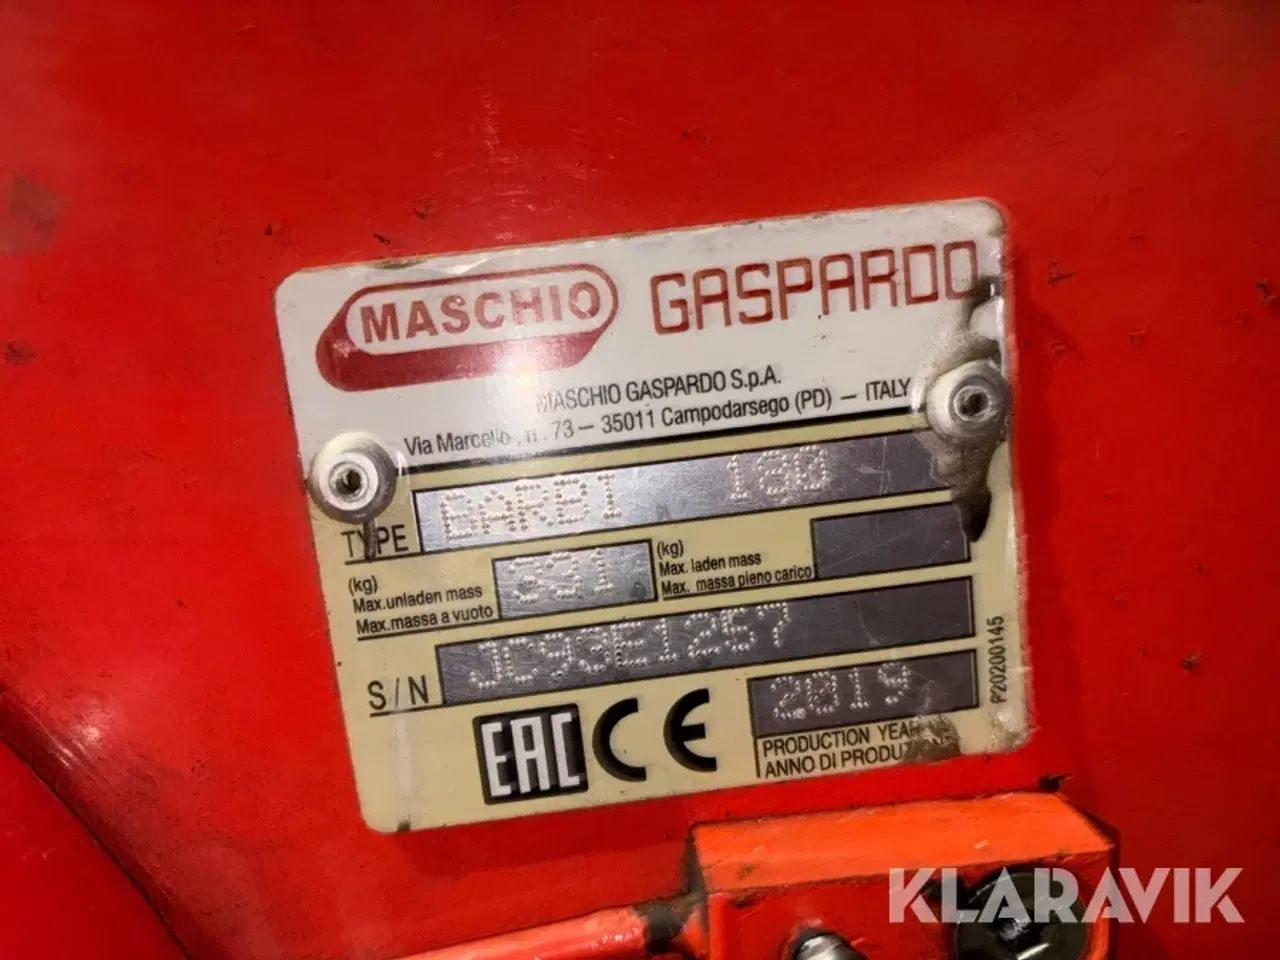 MASCHIO GASPARDO
MASCHIO GASPARDO S.p.A.
Via Marcello , n . 73 – 35011 Campodarsego (PD) – ITALY
TYPE BARBI 180
(kg)
Max. unladen mass
Max. massa a vuoto
331
(kg)
Max. laden mass
Max. massa pieno carico
S/N JC93E1257
EAC CE
2019
PRODUCTION YEAR
ANNO DI PRODUZIONE
P20200145
KLARAVIK